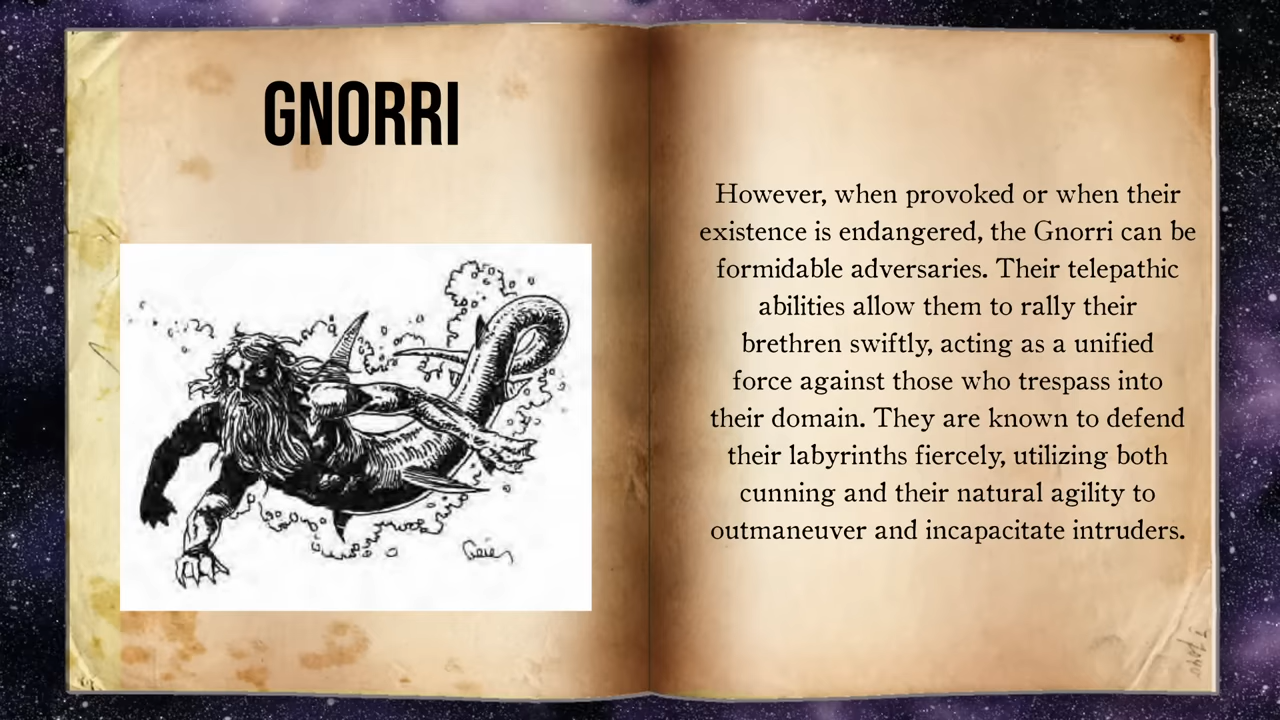 GNORRI
However, when provoked or when their
existence is endangered, the Gnorri can be
formidable adversaries. Their telepathic
abilities allow them to rally their
brethren swiftly, acting as a unified
force against those who trespass into
their domain. They are known to defend
their labyrinths fiercely, utilizing both
cunning and their natural agility to
outmaneuver and incapacitate intruders.